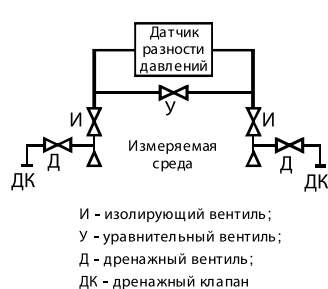 Датчик
разности
давлений
И
У
И
Д
Измеряемая
среда
Д
ДК
ДК
И - изолирующий вентиль;
У - уравнительный вентиль;
Д - дренажный вентиль;
ДК - дренажный клапан